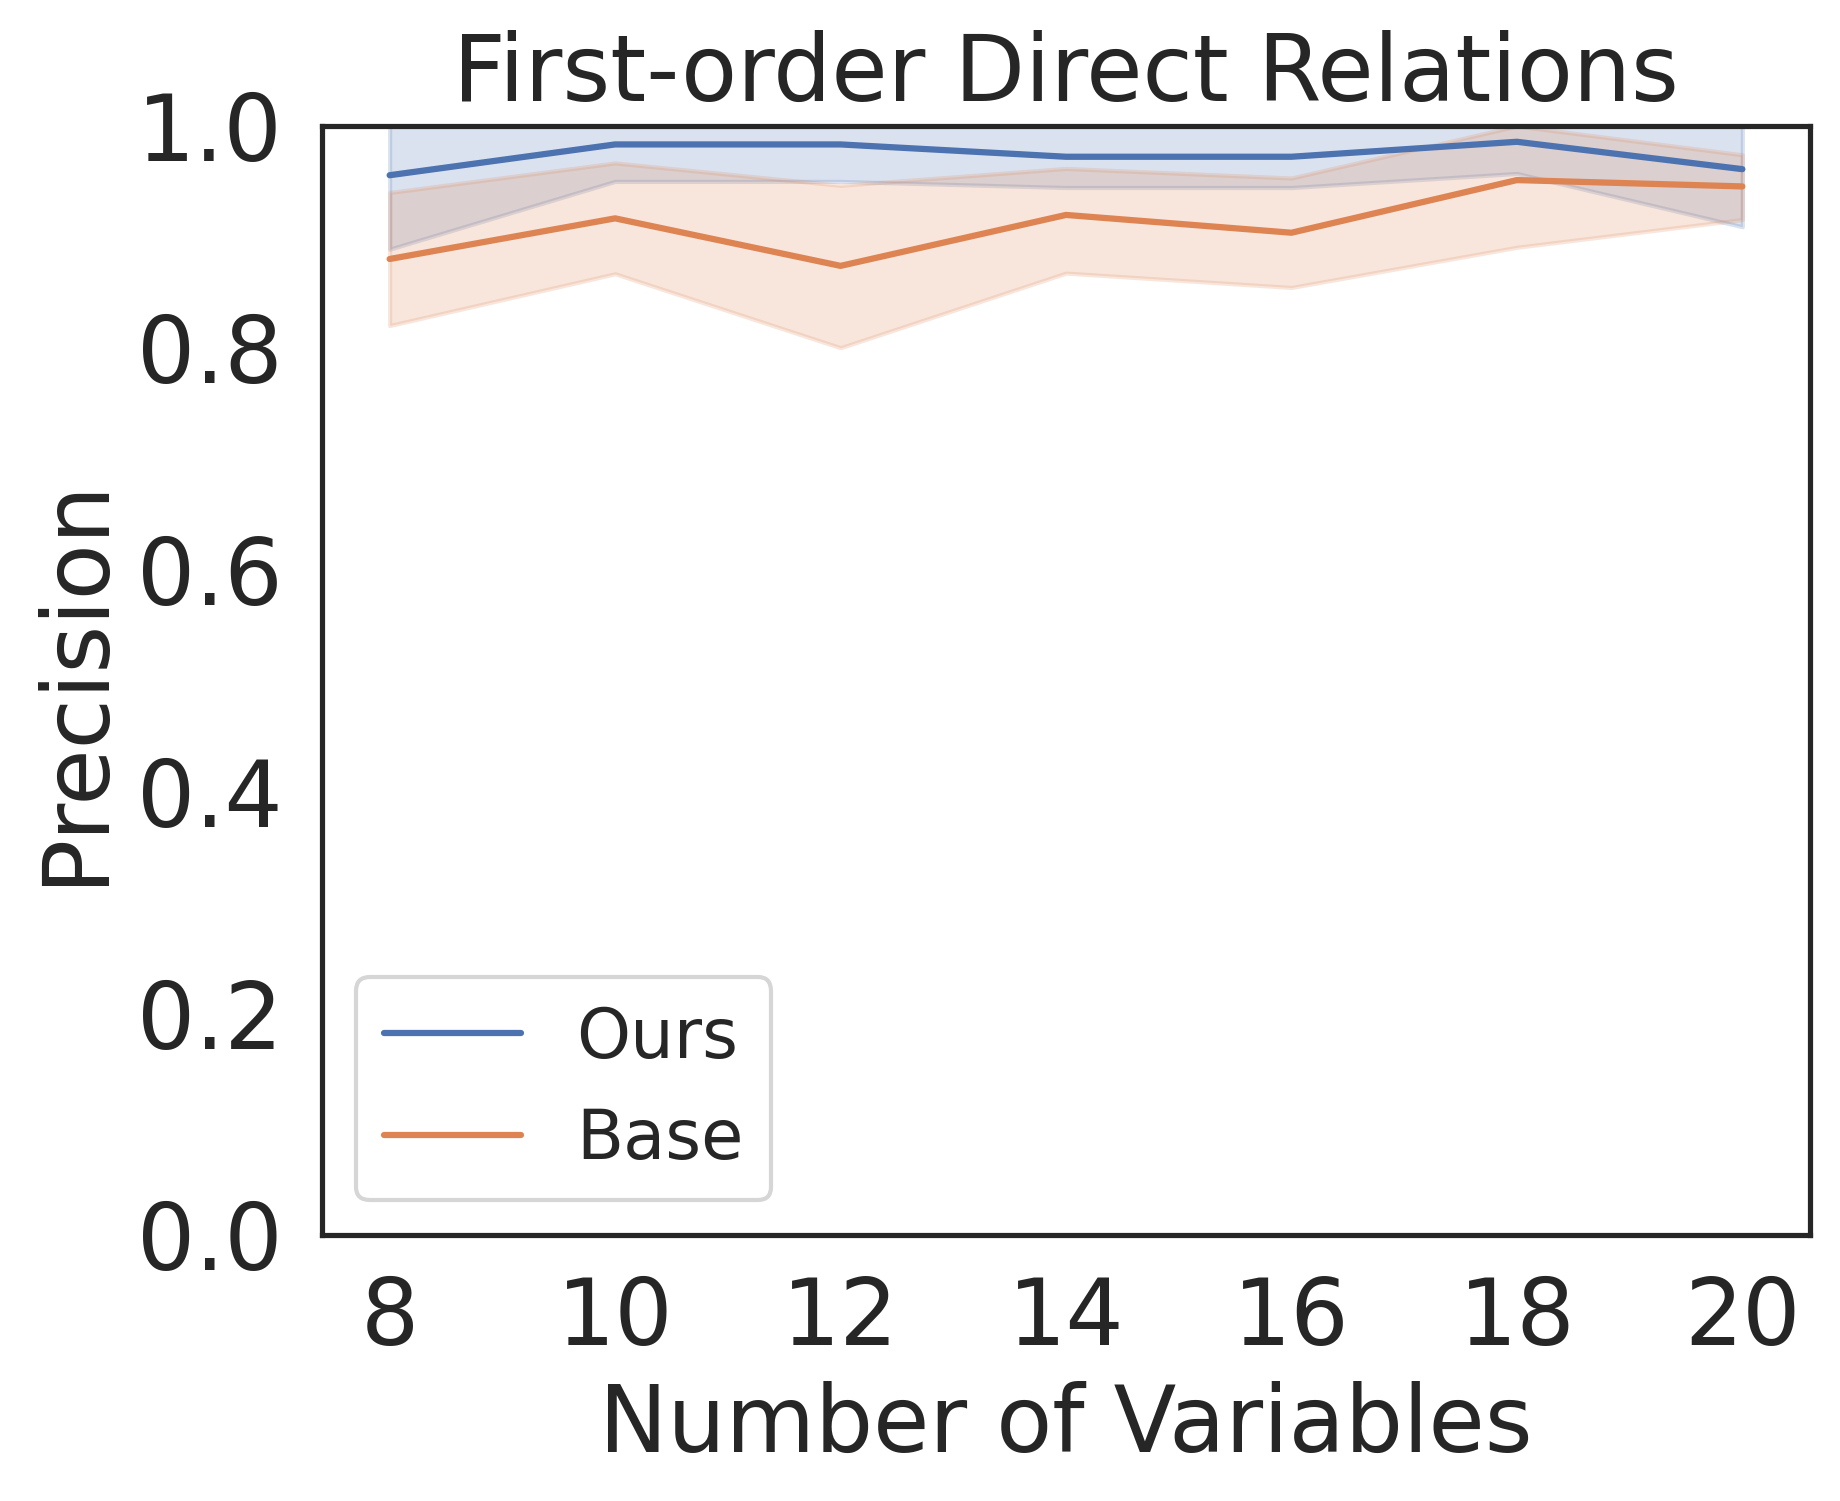 First-order Direct Relations
1.0
0.8
0.6
0.4
0.2
0.0
Precision
Ours
Base
8 10 12 14 16 18 20
Number of Variables